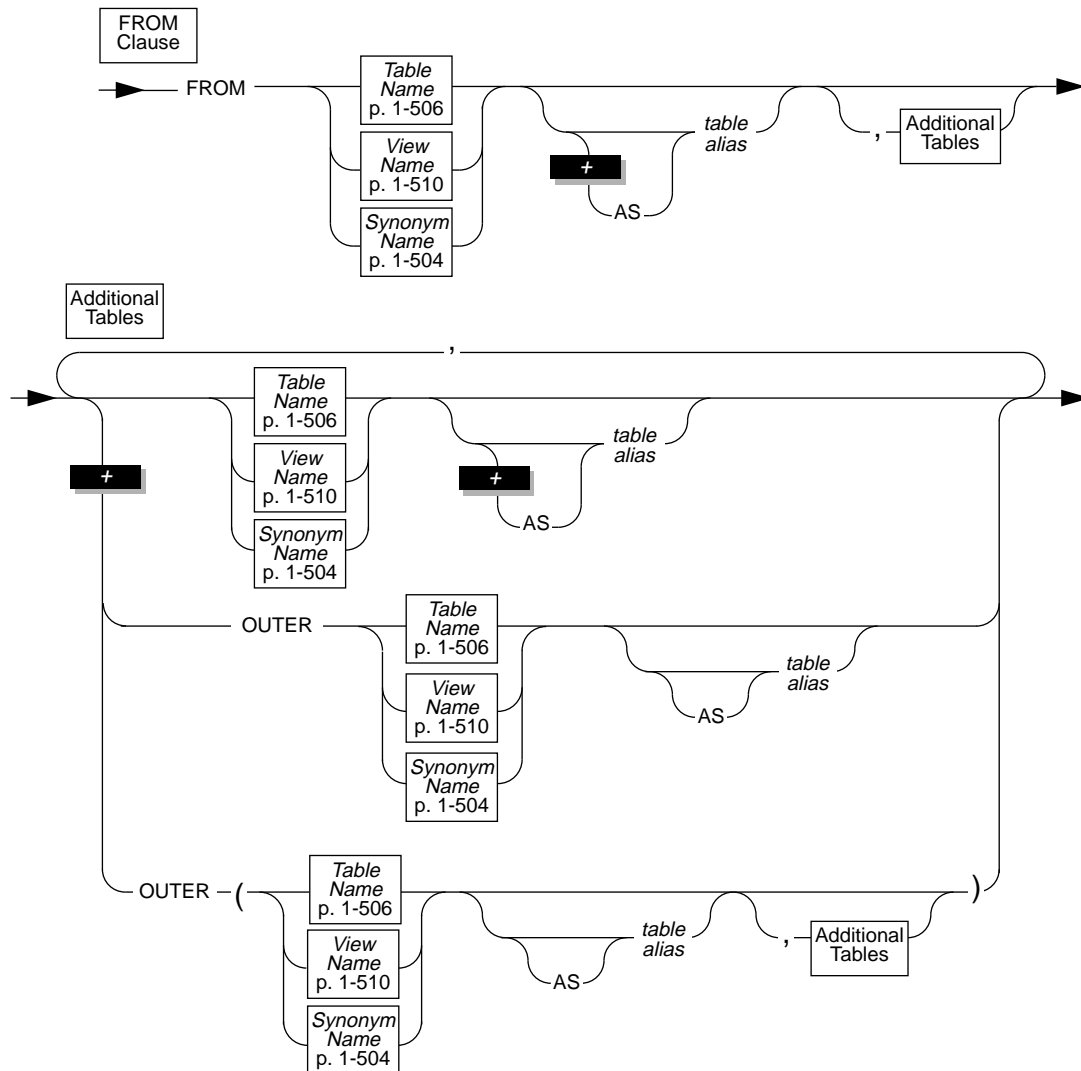 FROM
Clause
FROM
Table
Name
p. 1-506
View
Name
p. 1-510
Synonym
Name
p. 1-504
+
AS
table
alias
,
Additional
Tables
Additional
Tables
,
Table
Name
p. 1-506
View
Name
p. 1-510
Synonym
Name
p. 1-504
+
+
AS
table
alias
OUTER
Table
Name
p. 1-506
View
Name
p. 1-510
Synonym
Name
p. 1-504
AS
table
alias
OUTER
(
Table
Name
p. 1-506
View
Name
p. 1-510
Synonym
Name
p. 1-504
AS
table
alias
,
Additional
Tables
)